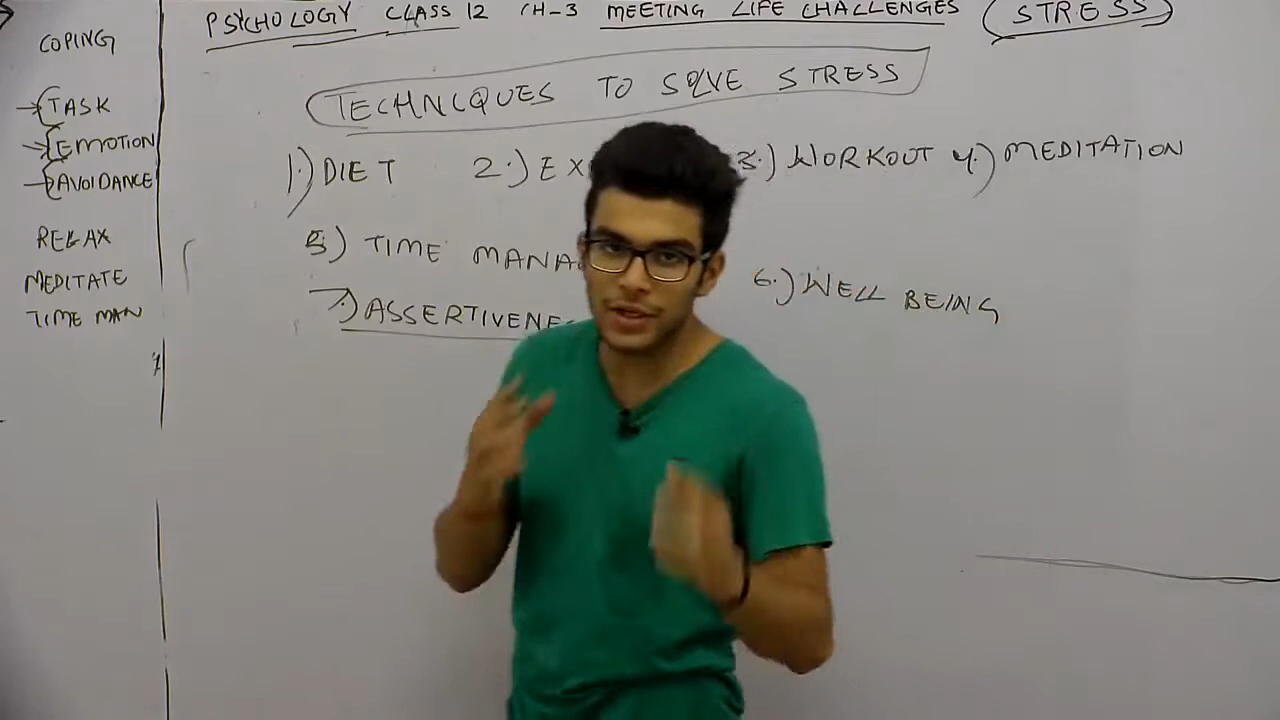 PSYCHOLOGY CLASS 12 CH-3 MEETING LIFE CHALLENGES (STRESS)
COPING
TASK
EMOTION
AVOIDANCE
RELAX
MEDITATE
TIME MAN
TECHNIQUES TO SOLVE STRESS
1.) DIET 2.) EX 3.) WORKOUT 4.) MEDITATION
5) TIME MANA
6.) WELL BEING
7) ASSERTIVENE